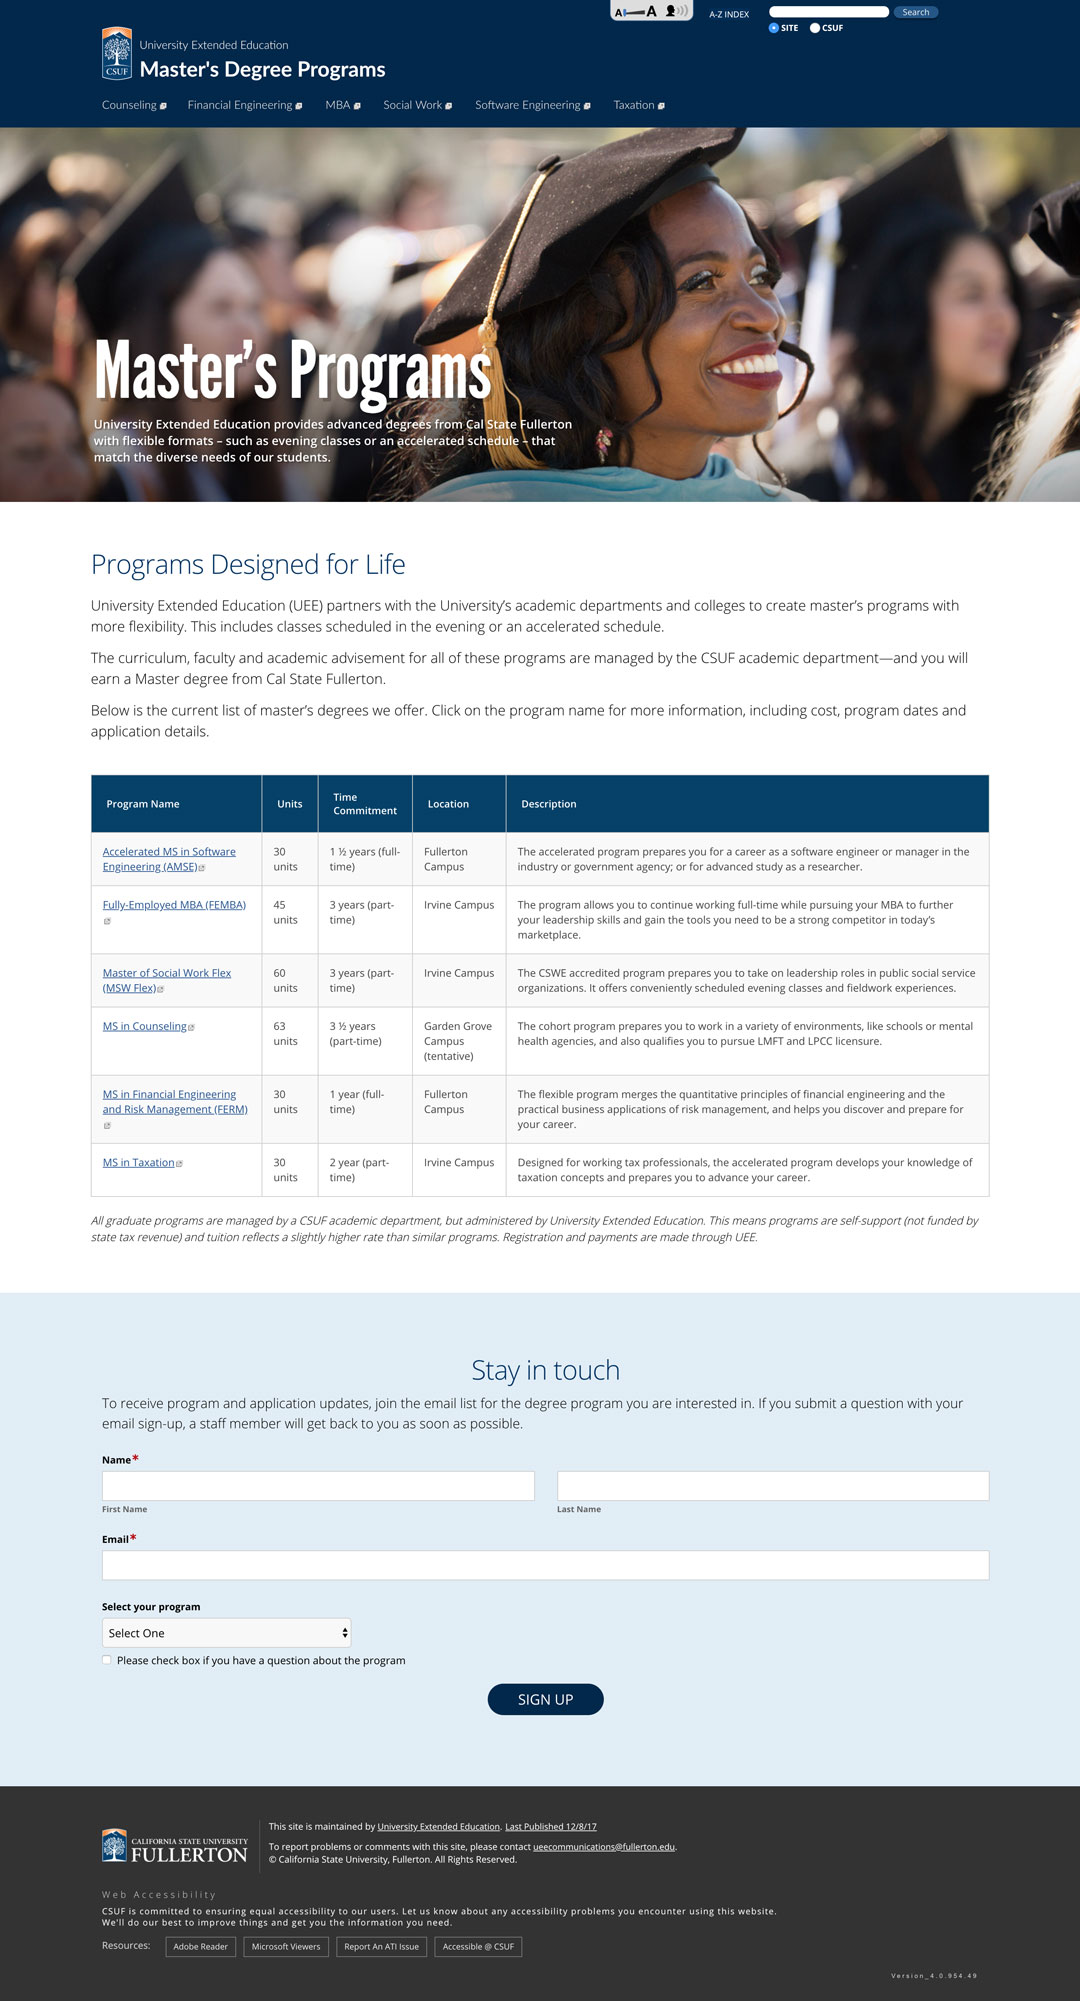 A A
A-Z INDEX
Search
SITE CSUF
CSUF
University Extended Education
Master's Degree Programs
Counseling Financial Engineering MBA Social Work Software Engineering Taxation
Master's Programs
University Extended Education provides advanced degrees from Cal State Fullerton
with flexible formats – such as evening classes or an accelerated schedule – that
match the diverse needs of our students.
Programs Designed for Life
University Extended Education (UEE) partners with the University's academic departments and colleges to create master's programs with
more flexibility. This includes classes scheduled in the evening or an accelerated schedule.
The curriculum, faculty and academic advisement for all of these programs are managed by the CSUF academic department—and you will
earn a Master degree from Cal State Fullerton.
Below is the current list of master's degrees we offer. Click on the program name for more information, including cost, program dates and
application details.
Program Name
Units
Time
Commitment
Location
Description
Accelerated MS in Software
Engineering (AMSE)
30
units
1 ½ years (full-
time)
Fullerton
Campus
The accelerated program prepares you for a career as a software engineer or manager in the
industry or government agency; or for advanced study as a researcher.
Fully-Employed MBA (FEMBA)
45
units
3 years (part-
time)
Irvine Campus
The program allows you to continue working full-time while pursuing your MBA to further
your leadership skills and gain the tools you need to be a strong competitor in today's
marketplace.
Master of Social Work Flex
(MSW Flex)
60
units
3 years (part-
time)
Irvine Campus
The CSWE accredited program prepares you to take on leadership roles in public social service
organizations. It offers conveniently scheduled evening classes and fieldwork experiences.
MS in Counseling
63
units
3 ½ years
(part-time)
Garden Grove
Campus
(tentative)
The cohort program prepares you to work in a variety of environments, like schools or mental
health agencies, and also qualifies you to pursue LMFT and LPCC licensure.
MS in Financial Engineering
and Risk Management (FERM)
30
units
1 year (full-
time)
Fullerton
Campus
The flexible program merges the quantitative principles of financial engineering and the
practical business applications of risk management, and helps you discover and prepare for
your career.
MS in Taxation
30
units
2 year (part-
time)
Irvine Campus
Designed for working tax professionals, the accelerated program develops your knowledge of
taxation concepts and prepares you to advance your career.
All graduate programs are managed by a CSUF academic department, but administered by University Extended Education. This means programs are self-support (not funded by
state tax revenue) and tuition reflects a slightly higher rate than similar programs. Registration and payments are made through UEE.
Stay in touch
To receive program and application updates, join the email list for the degree program you are interested in. If you submit a question with your
email sign-up, a staff member will get back to you as soon as possible.
Name*
First Name
Last Name
Email*
Select your program
Select One
Please check box if you have a question about the program
SIGN UP
CALIFORNIA STATE UNIVERSITY
FULLERTON
This site is maintained by University Extended Education. Last Published 12/8/17
To report problems or comments with this site, please contact ueecommunications@fullerton.edu.
© California State University, Fullerton. All Rights Reserved.
Web Accessibility
CSUF is committed to ensuring equal accessibility to our users. Let us know about any accessibility problems you encounter using this website.
We'll do our best to improve things and get you the information you need.
Resources: Adobe Reader Microsoft Viewers Report An ATI Issue Accessible @ CSUF
Version_4.0.954.49